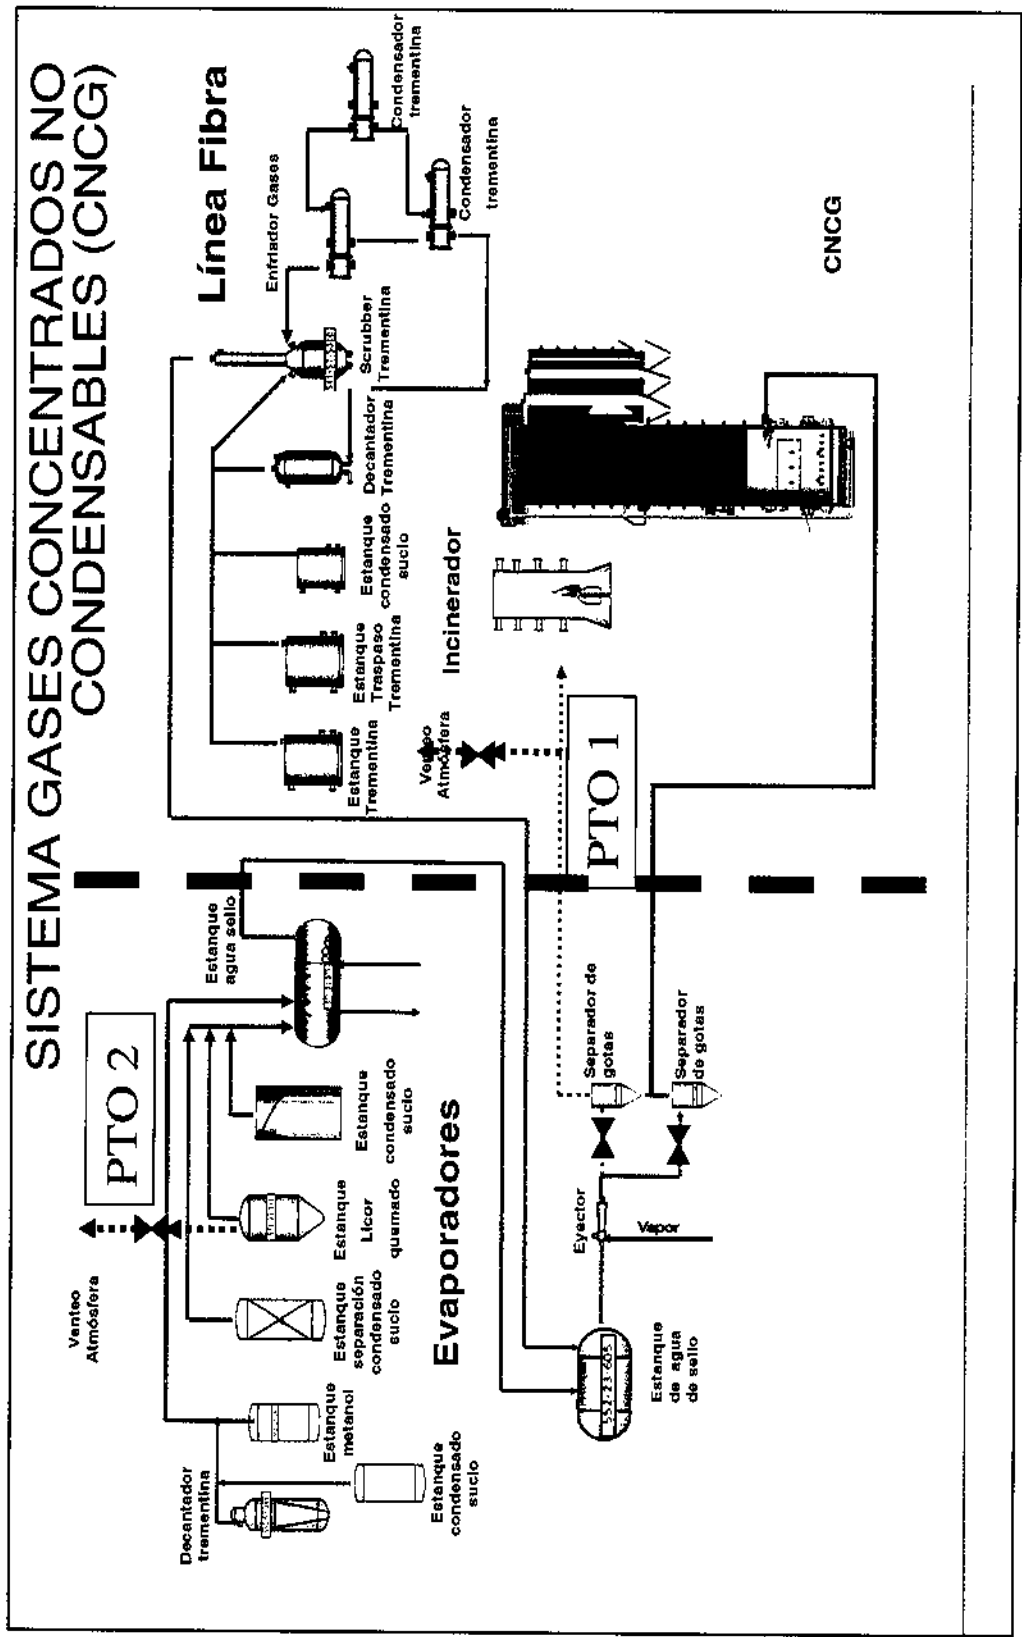 SISTEMA GASES CONCENTRADOS NO
CONDENSABLES (CNCG)
PTO 2
Venteo
Atmósfera
Decantador
trementina
Estanque
metanol
Estanque
condensado
sucio
Estanque
separación
condensado
sucio
Estanque
Licor
quemado
Estanque
condensado
sucio
Estanque
agua sello
Evaporadores
Línea Fibra
Estanque
Trementina
Estanque
Traspaso
Trementina
Estanque
condensado
sucio
Decantador
Trementina
Scrubber
Trementina
Enfriador Gases
Condensador
trementina
Condensador
trementina
Venteo
Atmósfera
Incinerador
PTO 1
CNCG
552-23-605
Estanque
de agua
de sello
Eyector
Vapor
Separador de
gotas
Separador
de gotas